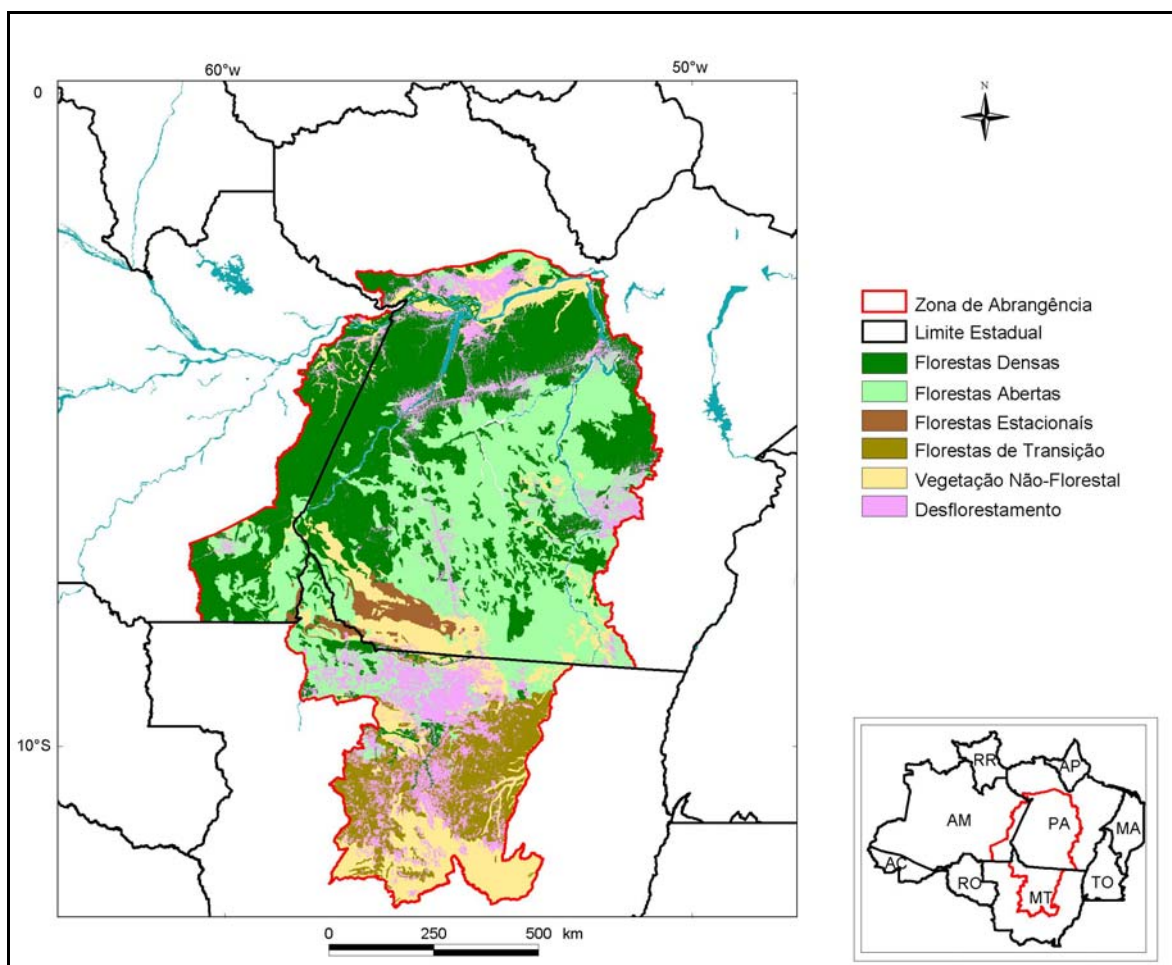 60°w
50°w
0
10°S
N
Zona de Abrangência
Limite Estadual
Florestas Densas
Florestas Abertas
Florestas Estacionaís
Florestas de Transição
Vegetação Não-Florestal
Desflorestamento
0 250 500 km
RR
AP
AM
PA
MA
AC
RO
TO
MT